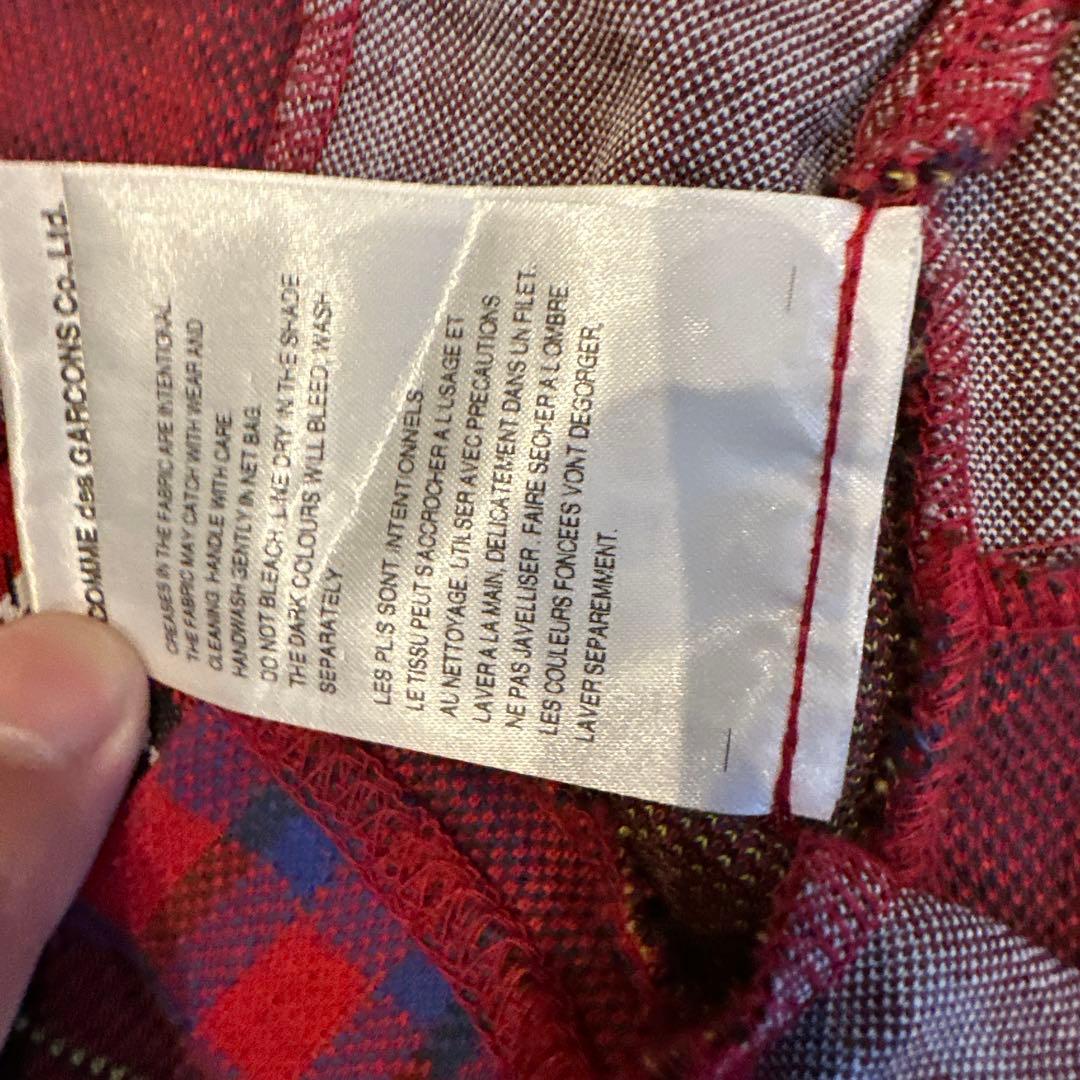 COMME des GARCONS Co., Ltd.
CREASES IN THE FABRIC ARE INTENTIONAL
THE FABRIC MAY CATCH WITH WEAR AND
CLEANING. HANDLE WITH CARE.
HANDWASH GENTLY IN NET BAG.
DO NOT BLEACH. LINE DRY IN THE SHADE
THE DARK COLOURS WILL BLEED, WASH
SEPARATELY
LES PLIS SONT INTENTIONNELS.
LE TISSU PEUT S'ACCROCHER A L'USAGE ET
AU NETTOYAGE. UTILISER AVEC PRECAUTIONS
LAVER A LA MAIN, DELICATEMENT DANS UN FILET.
NE PAS JAVELLISER. FAIRE SECHER A L'OMBRE
LES COULEURS FONCEES VONT DEGORGER,
LAVER SEPAREMMENT.